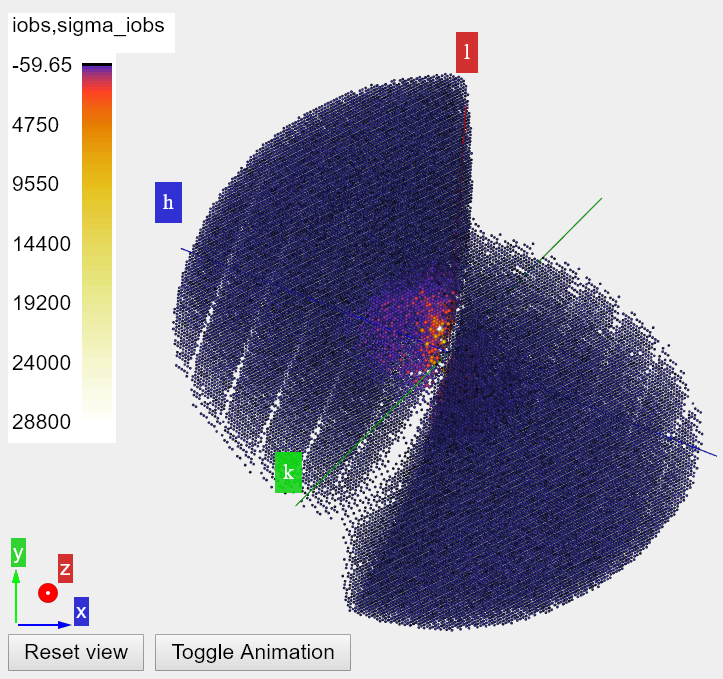 iobs,sigma_iobs
-59.65
4750
9550
14400
19200
24000
28800
l
h
k
y
z
x
Reset view
Toggle Animation